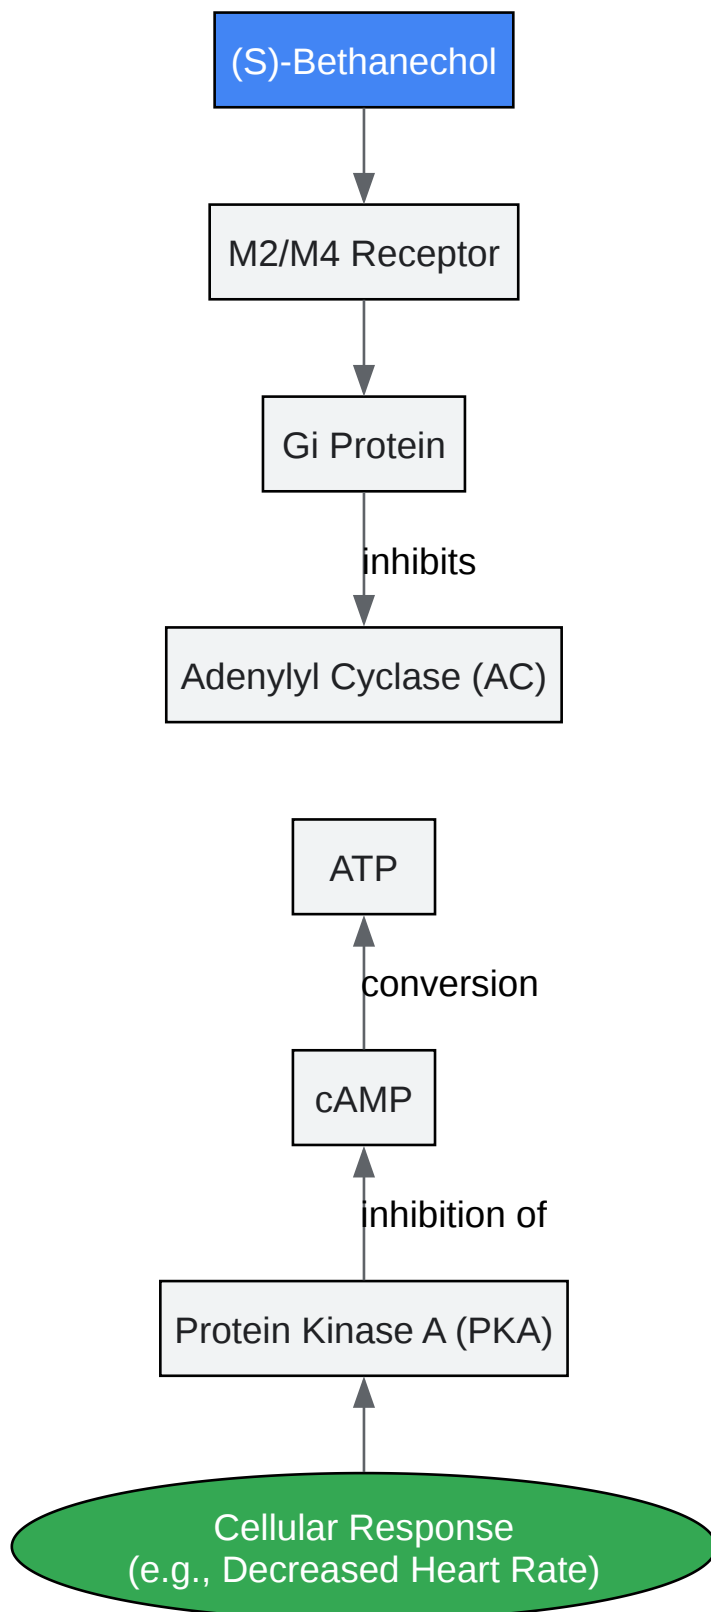 (S)-Bethanechol
M2/M4 Receptor
Gi Protein
inhibits
Adenylyl Cyclase (AC)
ATP
conversion
cAMP
inhibition of
Protein Kinase A (PKA)
Cellular Response
(e.g., Decreased Heart Rate)